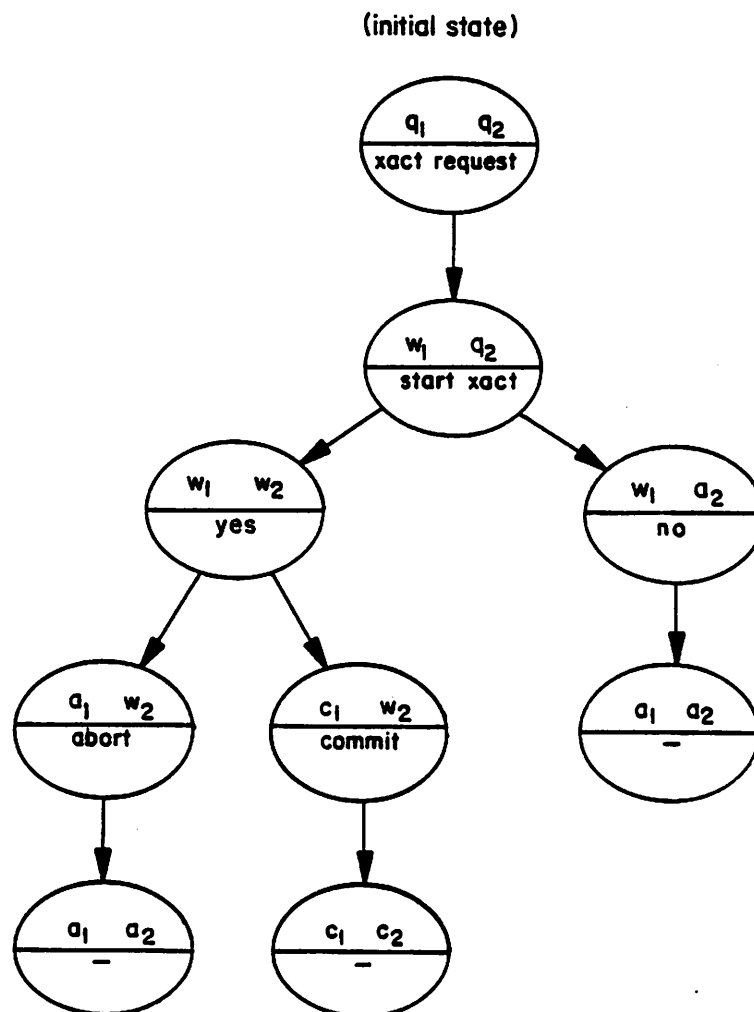 (initial state)
q₁ q₂
xact request
w₁ q₂
start xact
w₁ w₂
yes
w₁ a₂
no
a₁ w₂
abort
c₁ w₂
commit
a₁ a₂
–
a₁ a₂
–
c₁ c₂
–